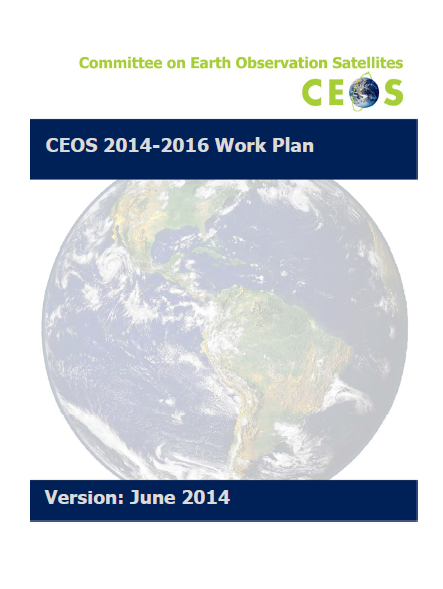 Committee on Earth Observation Satellites
CEOS
CEOS 2014-2016 Work Plan
Version: June 2014